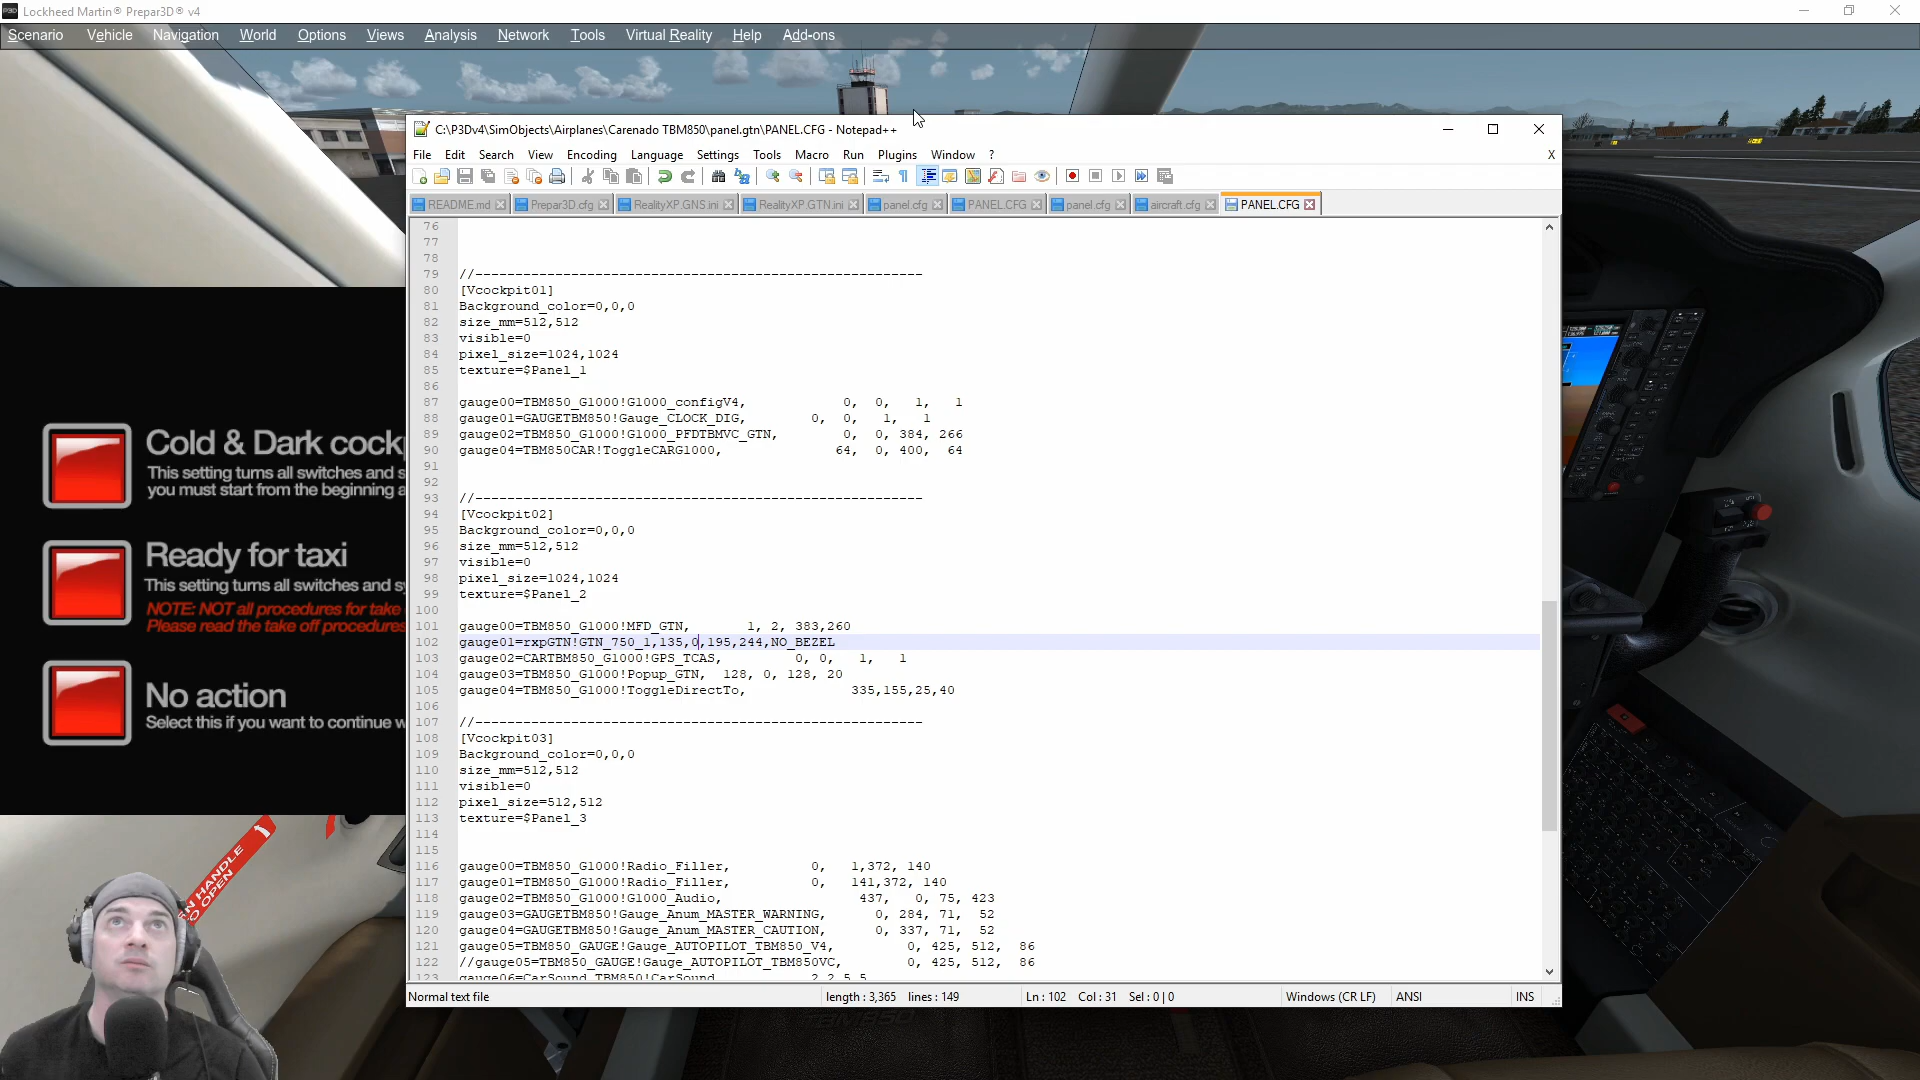 Lockheed Martin® Prepar3D® v4
Scenario Vehicle Navigation World Options Views Analysis Network Tools Virtual Reality Help Add-ons
C:\P3Dv4\SimObjects\Airplanes\Carenado TBM850\panel.gtn\PANEL.CFG - Notepad++
File Edit Search View Encoding Language Settings Tools Macro Run Plugins Window ? X
README.md Prepar3D.cfg RealityXP.GNS.ini RealityXP.GTN.ini panel.cfg PANEL.CFG panel.cfg aircraft.cfg PANEL.CFG
76
77
78
79 //--------------------------------------------------------
80 [Vcockpit01]
81 Background_color=0,0,0
82 size_mm=512,512
83 visible=0
84 pixel_size=1024,1024
85 texture=$Panel_1
86
87 gauge00=TBM850_G1000!G1000_configV4, 0, 0, 1, 1
88 gauge01=GAUGETBM850!Gauge_CLOCK_DIG, 0, 0, 1, 1
89 gauge02=TBM850_G1000!G1000_PFDTBMVC_GTN, 0, 0, 384, 266
90 gauge04=TBM850CAR!ToggleCARG1000, 64, 0, 400, 64
91
92
93 //--------------------------------------------------------
94 [Vcockpit02]
95 Background_color=0,0,0
96 size_mm=512,512
97 visible=0
98 pixel_size=1024,1024
99 texture=$Panel_2
100
101 gauge00=TBM850_G1000!MFD_GTN, 1, 2, 383,260
102 gauge01=rxpGTN!GTN_750_1,135,0,195,244,NO_BEZEL
103 gauge02=CARTBM850_G1000!GPS_TCAS, 0, 0, 1, 1
104 gauge03=TBM850_G1000!Popup_GTN, 128, 0, 128, 20
105 gauge04=TBM850_G1000!ToggleDirectTo, 335,155,25,40
106
107 //--------------------------------------------------------
108 [Vcockpit03]
109 Background_color=0,0,0
110 size_mm=512,512
111 visible=0
112 pixel_size=512,512
113 texture=$Panel_3
114
115
116 gauge00=TBM850_G1000!Radio_Filler, 0, 1,372, 140
117 gauge01=TBM850_G1000!Radio_Filler, 0, 141,372, 140
118 gauge02=TBM850_G1000!G1000_Audio, 437, 0, 75, 423
119 gauge03=GAUGETBM850!Gauge_Anum_MASTER_WARNING, 0, 284, 71, 52
120 gauge04=GAUGETBM850!Gauge_Anum_MASTER_CAUTION, 0, 337, 71, 52
121 gauge05=TBM850_GAUGE!Gauge_AUTOPILOT_TBM850_V4, 0, 425, 512, 86
122 //gauge05=TBM850_GAUGE!Gauge_AUTOPILOT_TBM850VC, 0, 425, 512, 86
123 gauge06=CarSound_TBM850!CarSound, 2,2,5,5
Normal text file length : 3,365 lines : 149 Ln : 102 Col : 31 Sel : 0 | 0 Windows (CR LF) ANSI INS
Cold & Dark cock
This setting turns all switches and s
you must start from the beginning a
Ready for taxi
This setting turns all switches and sy
NOTE: NOT all procedures for take
Please read the take off procedures
No action
Select this if you want to continue w
N HANDLE
TO OPEN
TBM850